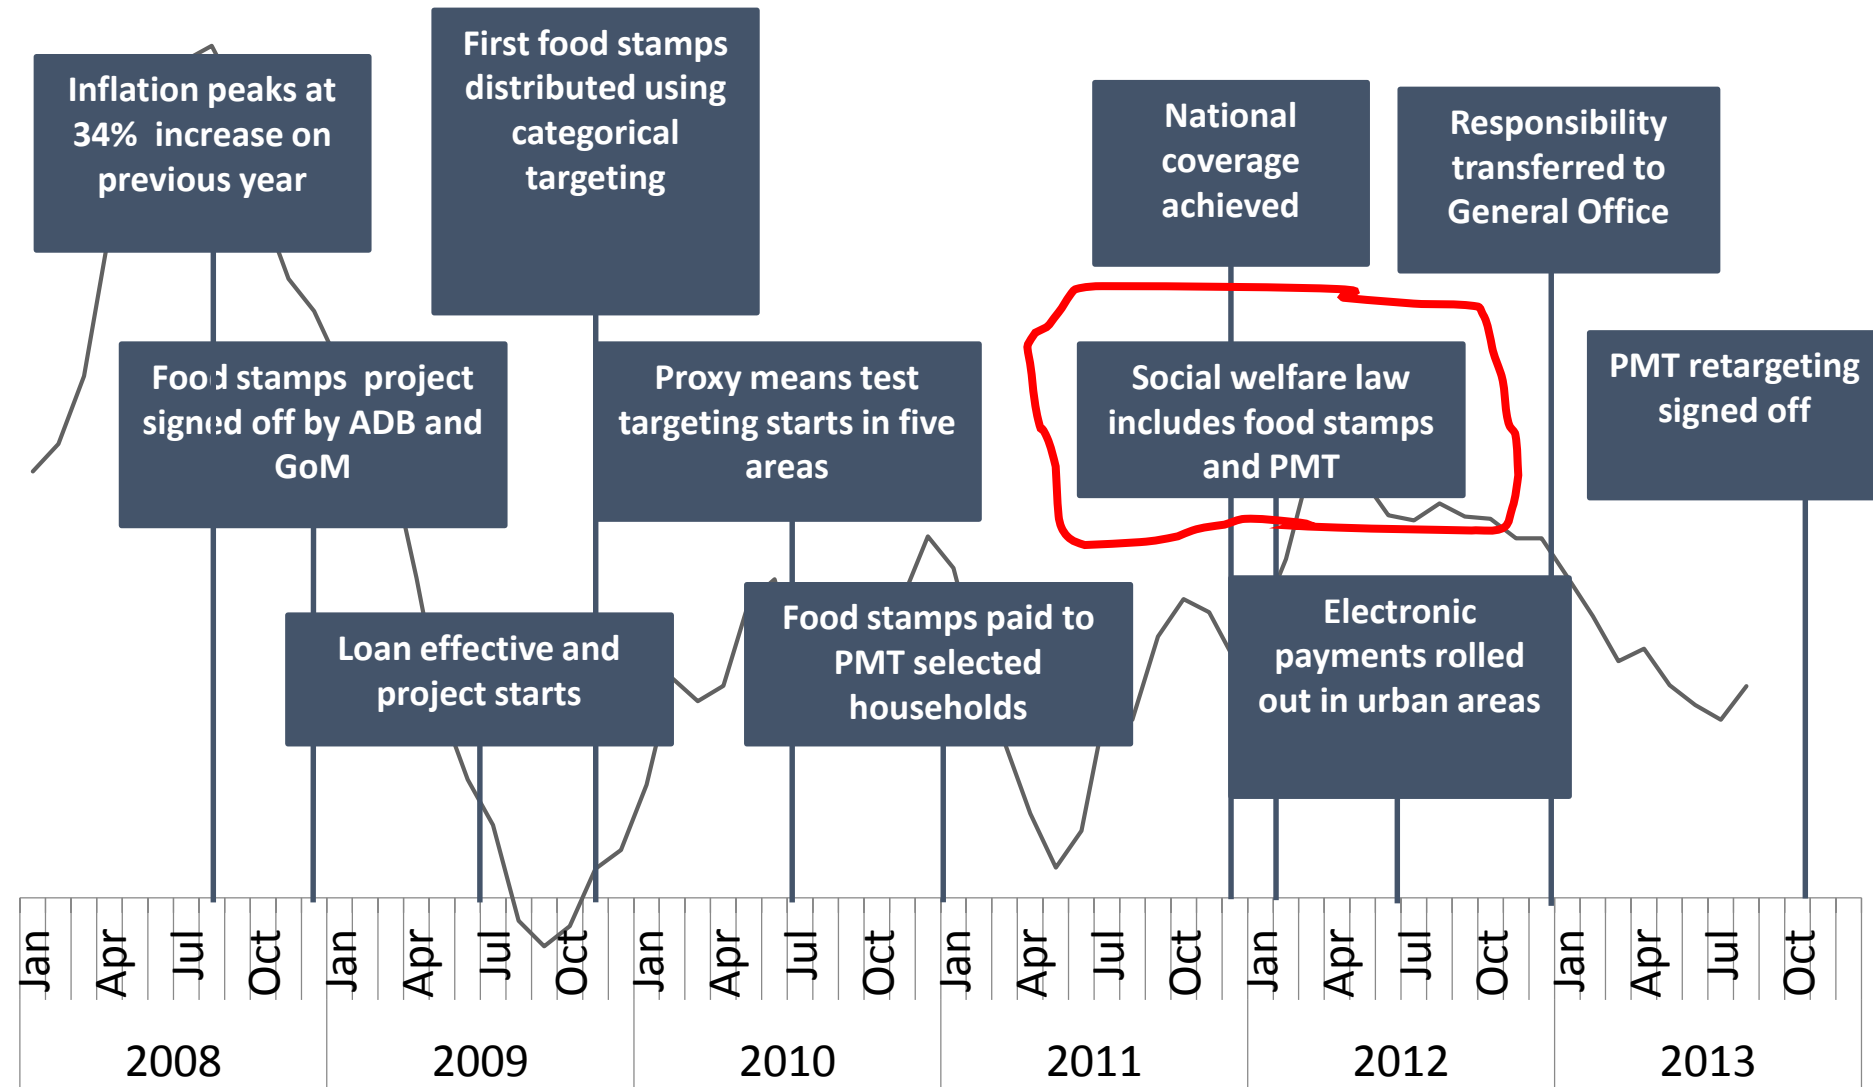 Inflation peaks at
34% increase on
previous year
First food stamps
distributed using
categorical
targeting
National
coverage
achieved
Responsibility
transferred to
General Office
Food stamps project
signed off by ADB and
GoM
Proxy means test
targeting starts in five
areas
Social welfare law
includes food stamps
and PMT
PMT retargeting
signed off
Loan effective and
project starts
Food stamps paid to
PMT selected
households
Electronic
payments rolled
out in urban areas
Jan Apr Jul Oct Jan Apr Jul Oct Jan Apr Jul Oct Jan Apr Jul Oct Jan Apr Jul Oct Jan Apr Jul Oct
2008 2009 2010 2011 2012 2013